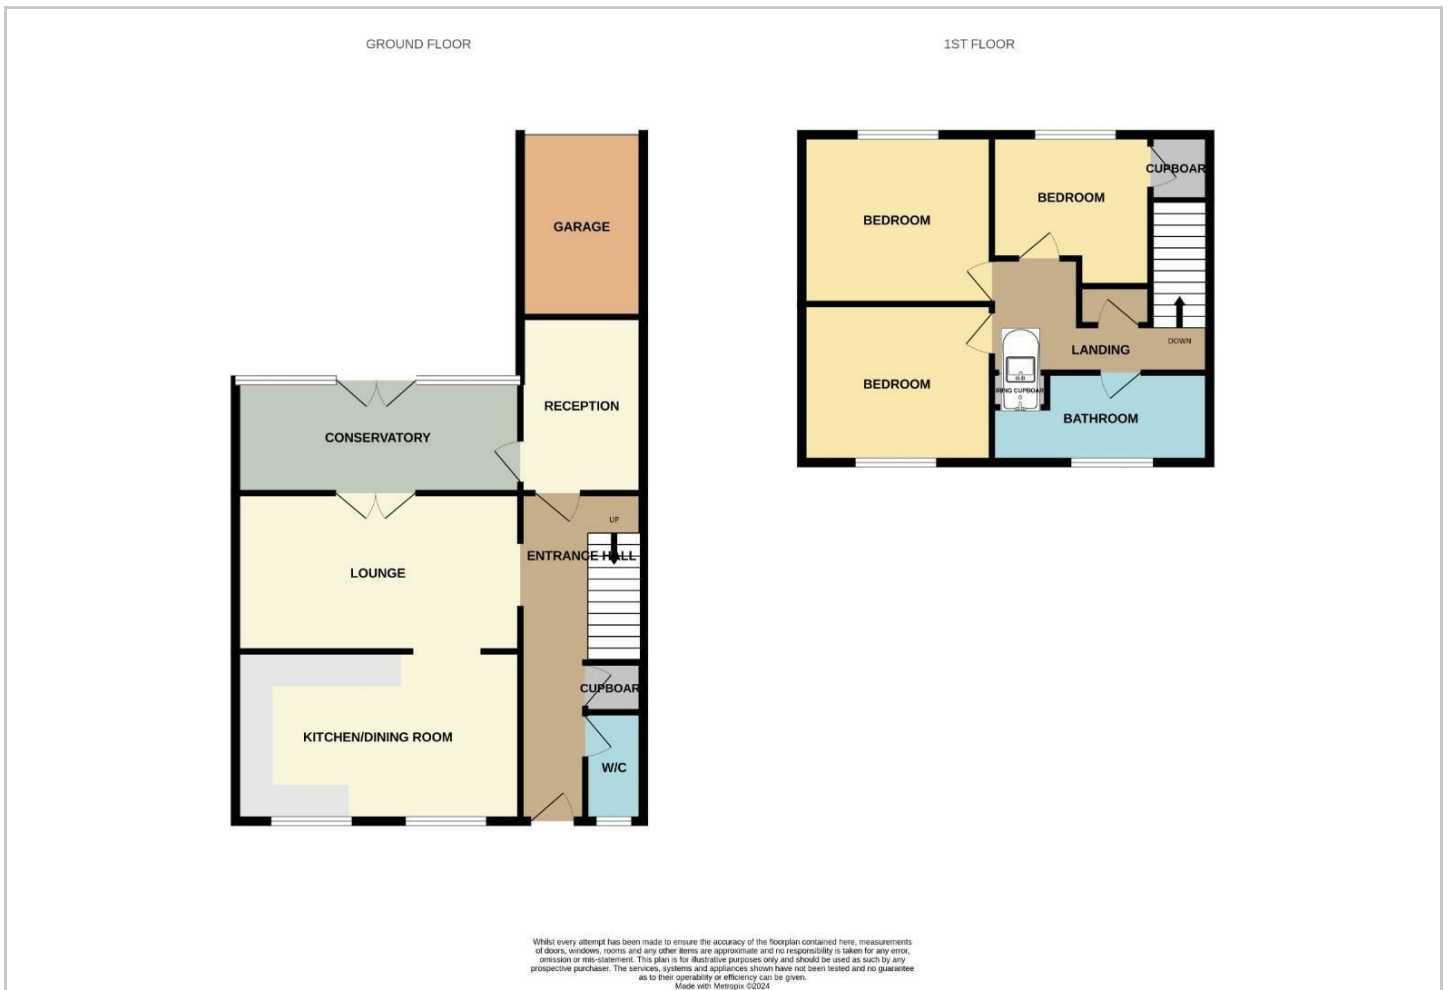 GROUND FLOOR
1ST FLOOR
GARAGE
RECEPTION
CONSERVATORY
UP
ENTRANCE HALL
LOUNGE
CUPBOAR
KITCHEN/DINING ROOM
W/C
CUPBOAR
BEDROOM
BEDROOM
DOWN
LANDING
BEDROOM
CUPBOAR
BATHROOM
Whilst every attempt has been made to ensure the accuracy of the floorplan contained here, measurements
of doors, windows, rooms and any other items are approximate and no responsibility is taken for any error,
omission or mis-statement. This plan is for illustrative purposes only and should be used as such by any
prospective purchaser. The services, systems and appliances shown have not been tested and no guarantee
as to their operability or efficiency can be given.
Made with Metropix ©2024